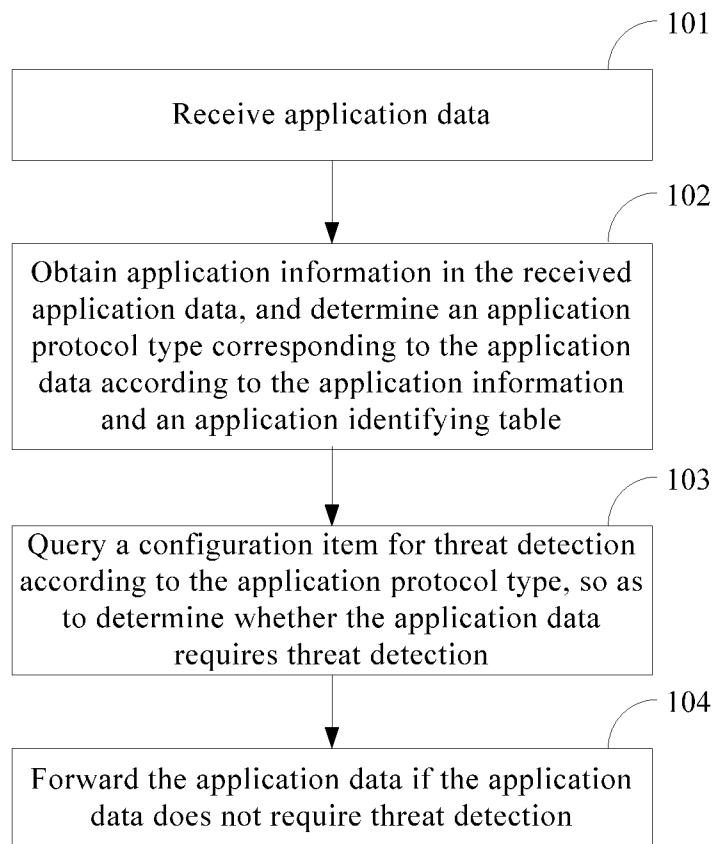 101
Receive application data
102
Obtain application information in the received
application data, and determine an application
protocol type corresponding to the application
data according to the application information
and an application identifying table
103
Query a configuration item for threat detection
according to the application protocol type, so as
to determine whether the application data
requires threat detection
104
Forward the application data if the application
data does not require threat detection